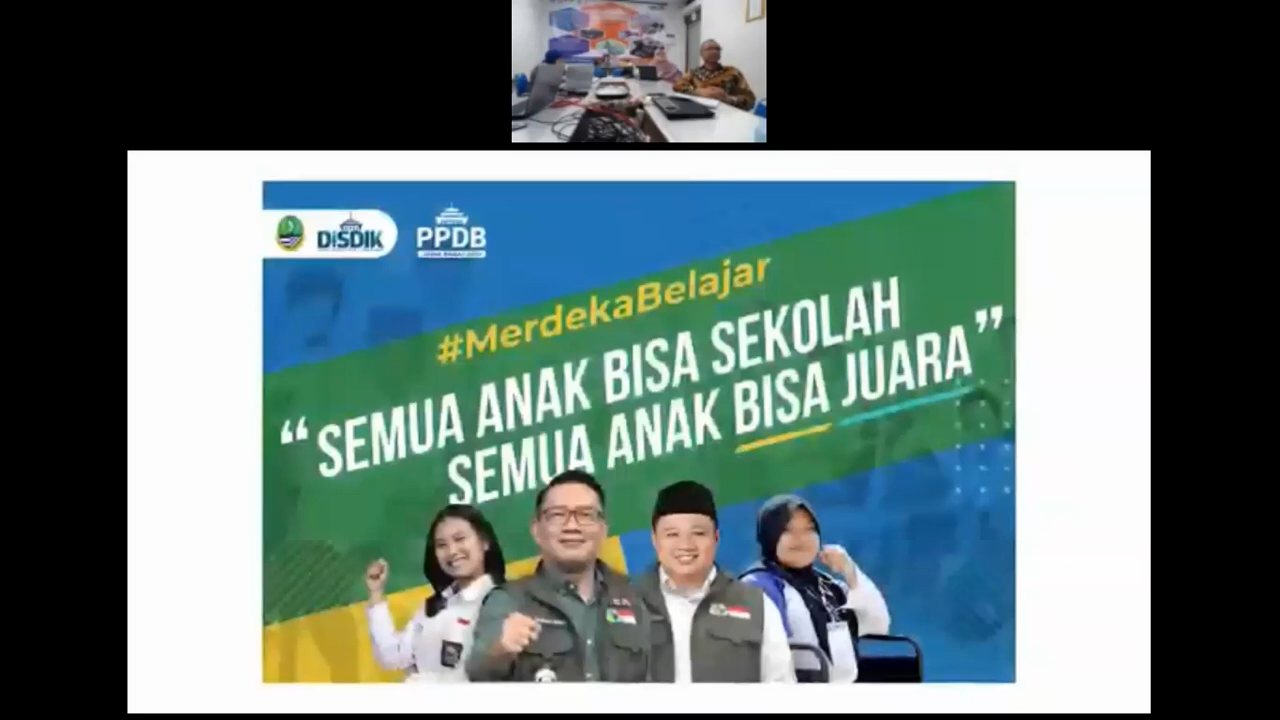 DISDIK
PPDB
#MerdekaBelajar
“SEMUA ANAK BISA SEKOLAH
SEMUA ANAK BISA JUARA”